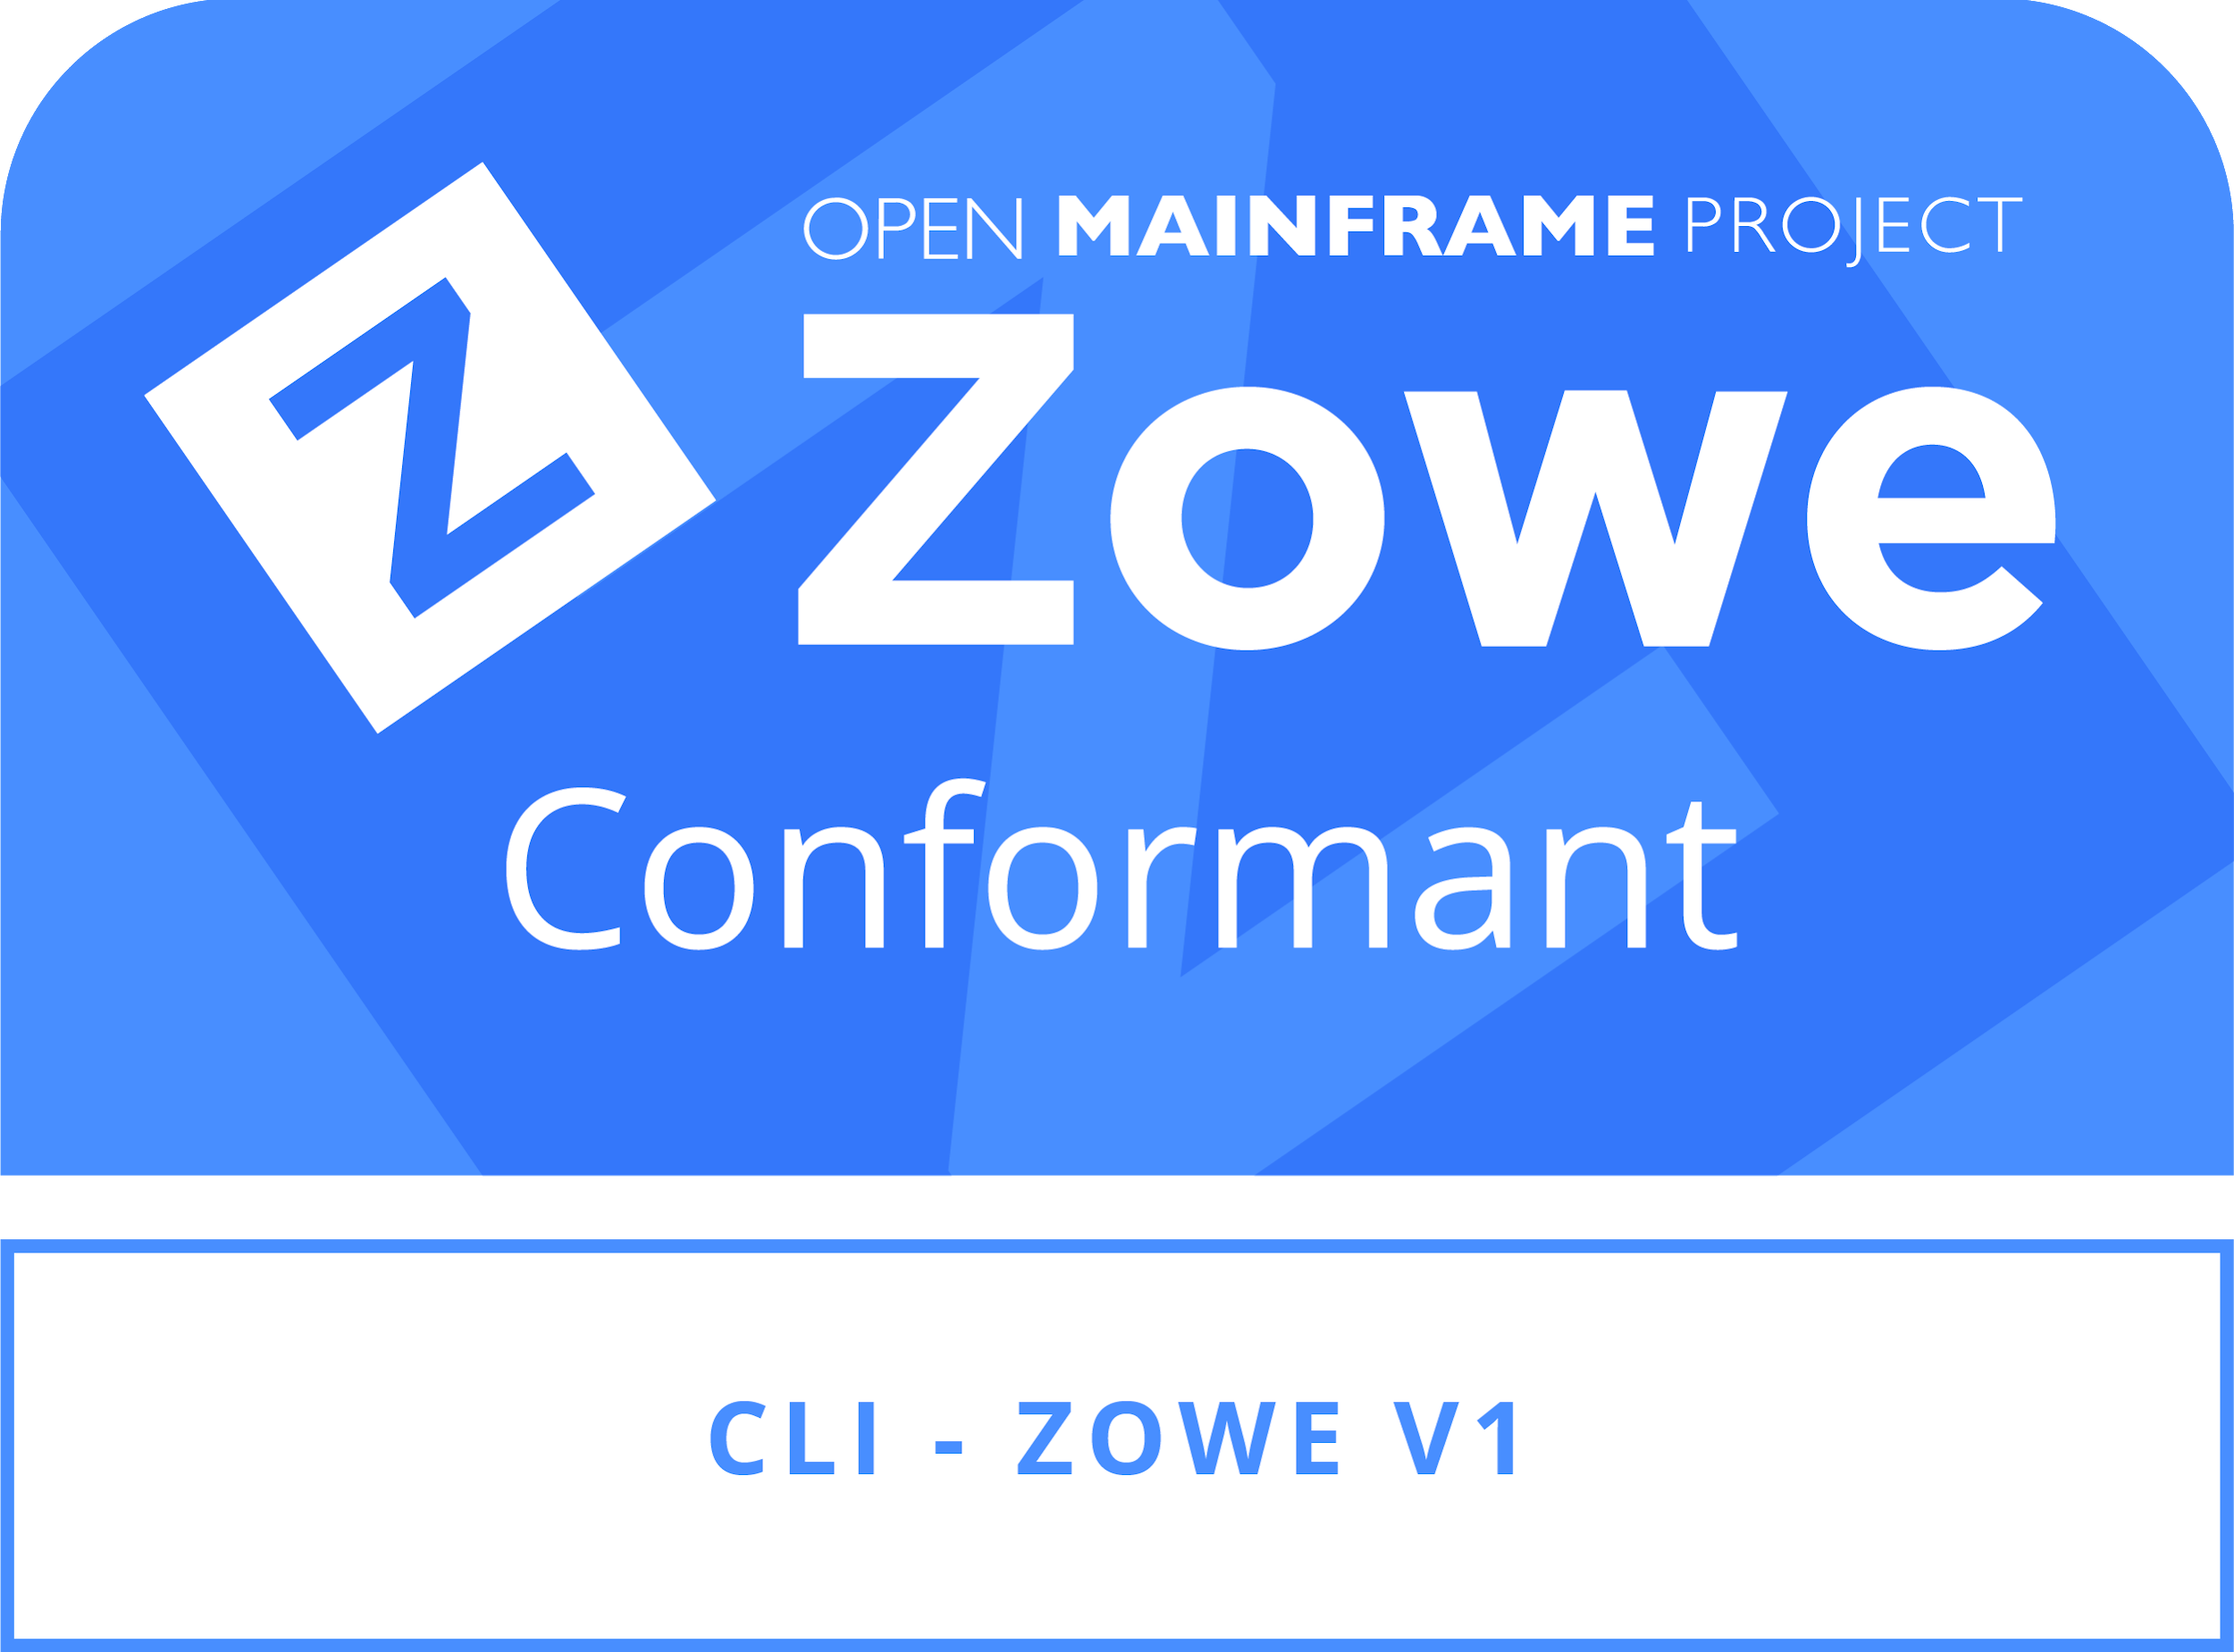 OPEN MAINFRAME PROJECT
Zowe
Conformant
CLI - ZOWE V1